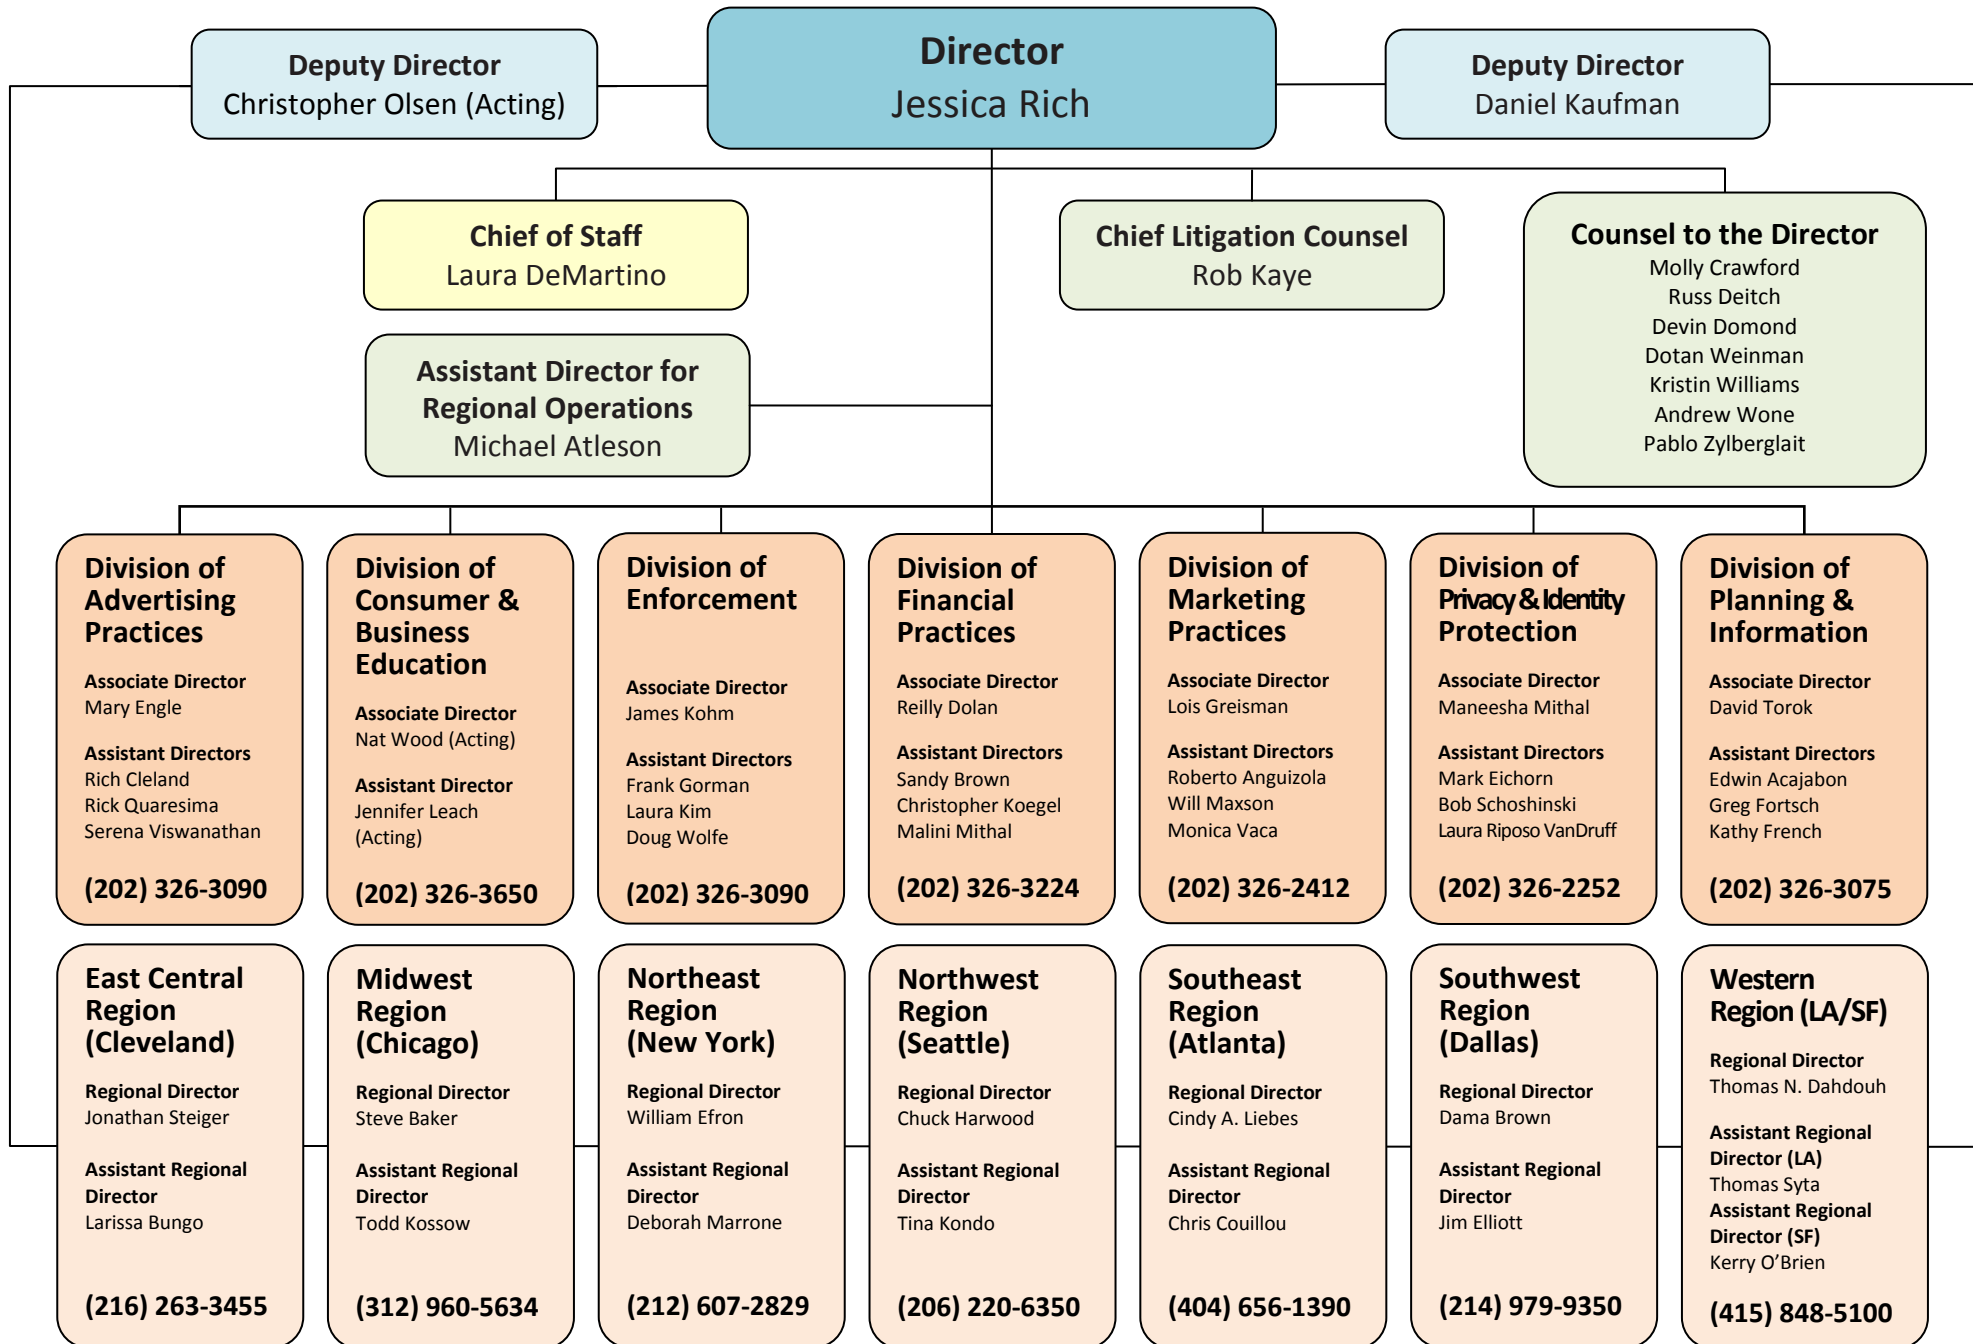 Deputy Director
Christopher Olsen (Acting)
Director
Jessica Rich
Deputy Director
Daniel Kaufman
Chief of Staff
Laura DeMartino
Chief Litigation Counsel
Rob Kaye
Counsel to the Director
Molly Crawford
Russ Deitch
Devin Domond
Dotan Weinman
Kristin Williams
Andrew Wone
Pablo Zylberglait
Assistant Director for
Regional Operations
Michael Atleson
Division of
Advertising
Practices
Associate Director
Mary Engle
Assistant Directors
Rich Cleland
Rick Quaresima
Serena Viswanathan
(202) 326-3090
Division of
Consumer &
Business
Education
Associate Director
Nat Wood (Acting)
Assistant Director
Jennifer Leach
(Acting)
(202) 326-3650
Division of
Enforcement
Associate Director
James Kohm
Assistant Directors
Frank Gorman
Laura Kim
Doug Wolfe
(202) 326-3090
Division of
Financial
Practices
Associate Director
Reilly Dolan
Assistant Directors
Sandy Brown
Christopher Koegel
Malini Mithal
(202) 326-3224
Division of
Marketing
Practices
Associate Director
Lois Greisman
Assistant Directors
Roberto Anguizola
Will Maxson
Monica Vaca
(202) 326-2412
Division of
Privacy & Identity
Protection
Associate Director
Maneesha Mithal
Assistant Directors
Mark Eichorn
Bob Schoshinski
Laura Riposo VanDruff
(202) 326-2252
Division of
Planning &
Information
Associate Director
David Torok
Assistant Directors
Edwin Acajabon
Greg Fortsch
Kathy French
(202) 326-3075
East Central
Region
(Cleveland)
Regional Director
Jonathan Steiger
Assistant Regional
Director
Larissa Bungo
(216) 263-3455
Midwest
Region
(Chicago)
Regional Director
Steve Baker
Assistant Regional
Director
Todd Kossow
(312) 960-5634
Northeast
Region
(New York)
Regional Director
William Efron
Assistant Regional
Director
Deborah Marrone
(212) 607-2829
Northwest
Region
(Seattle)
Regional Director
Chuck Harwood
Assistant Regional
Director
Tina Kondo
(206) 220-6350
Southeast
Region
(Atlanta)
Regional Director
Cindy A. Liebes
Assistant Regional
Director
Chris Couillou
(404) 656-1390
Southwest
Region
(Dallas)
Regional Director
Dama Brown
Assistant Regional
Director
Jim Elliott
(214) 979-9350
Western
Region (LA/SF)
Regional Director
Thomas N. Dahdouh
Assistant Regional
Director (LA)
Thomas Syta
Assistant Regional
Director (SF)
Kerry O’Brien
(415) 848-5100